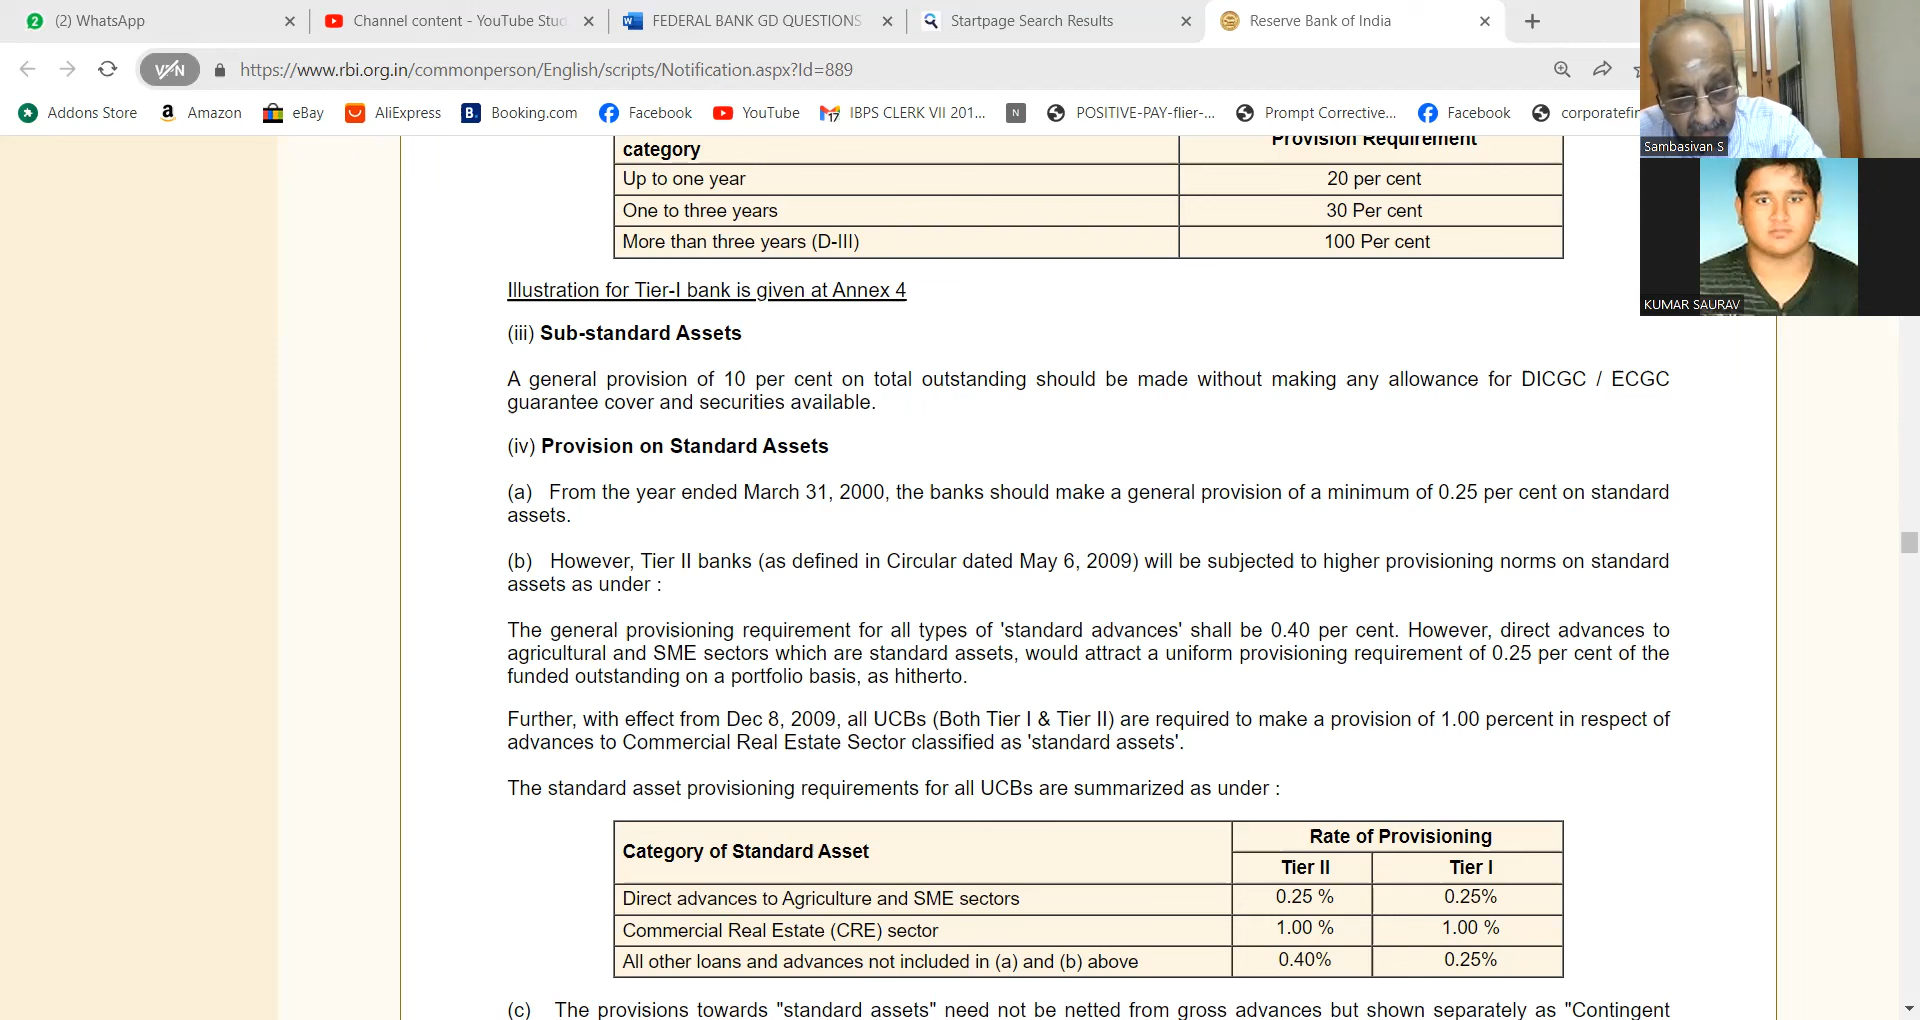 (2) WhatsApp
Channel content - YouTube Stud
FEDERAL BANK GD QUESTIONS
Startpage Search Results
Reserve Bank of India
VPN
https://www.rbi.org.in/commonperson/English/scripts/Notification.aspx?Id=889
Addons Store
Amazon
eBay
AliExpress
Booking.com
Facebook
YouTube
IBPS CLERK VII 201...
N
POSITIVE-PAY-flier-...
Prompt Corrective...
Facebook
corporatefin
Sambasivan S
KUMAR SAURAV
category
Provision Requirement
Up to one year
20 per cent
One to three years
30 Per cent
More than three years (D-III)
100 Per cent
Illustration for Tier-I bank is given at Annex 4
(iii) Sub-standard Assets
A general provision of 10 per cent on total outstanding should be made without making any allowance for DICGC / ECGC
guarantee cover and securities available.
(iv) Provision on Standard Assets
(a) From the year ended March 31, 2000, the banks should make a general provision of a minimum of 0.25 per cent on standard
assets.
(b) However, Tier II banks (as defined in Circular dated May 6, 2009) will be subjected to higher provisioning norms on standard
assets as under :
The general provisioning requirement for all types of 'standard advances' shall be 0.40 per cent. However, direct advances to
agricultural and SME sectors which are standard assets, would attract a uniform provisioning requirement of 0.25 per cent of the
funded outstanding on a portfolio basis, as hitherto.
Further, with effect from Dec 8, 2009, all UCBs (Both Tier I & Tier II) are required to make a provision of 1.00 percent in respect of
advances to Commercial Real Estate Sector classified as 'standard assets'.
The standard asset provisioning requirements for all UCBs are summarized as under :
Category of Standard Asset
Rate of Provisioning
Tier II
Tier I
Direct advances to Agriculture and SME sectors
0.25 %
0.25%
Commercial Real Estate (CRE) sector
1.00 %
1.00 %
All other loans and advances not included in (a) and (b) above
0.40%
0.25%
(c) The provisions towards "standard assets" need not be netted from gross advances but shown separately as "Contingent